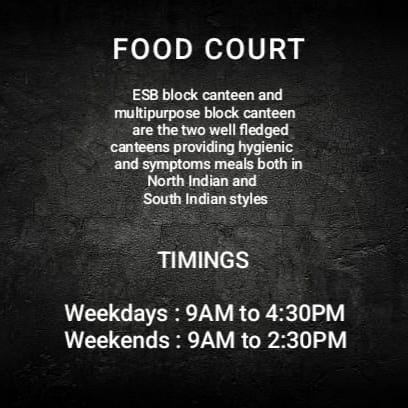 FOOD COURT
ESB block canteen and
multipurpose block canteen
are the two well fledged
canteens providing hygienic
and symptoms meals both in
North Indian and
South Indian styles
TIMINGS
Weekdays : 9AM to 4:30PM
Weekends : 9AM to 2:30PM